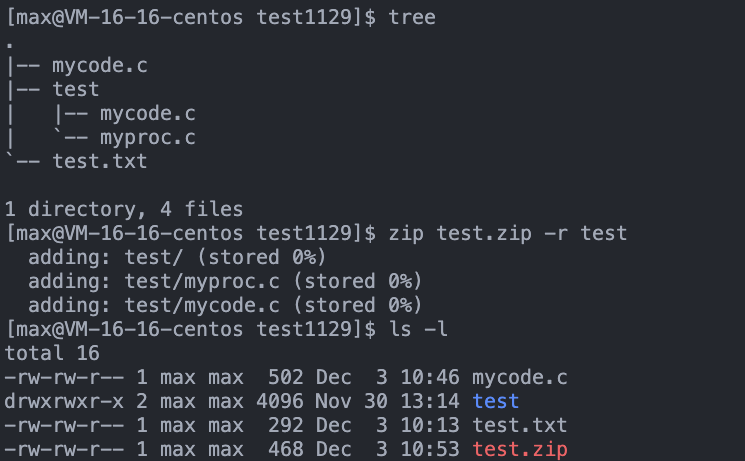 [max@VM-16-16-centos test1129]$ tree
.
|-- mycode.c
|-- test
|   |-- mycode.c
|   `-- myproc.c
`-- test.txt

1 directory, 4 files
[max@VM-16-16-centos test1129]$ zip test.zip -r test
  adding: test/ (stored 0%)
  adding: test/myproc.c (stored 0%)
  adding: test/mycode.c (stored 0%)
[max@VM-16-16-centos test1129]$ ls -l
total 16
-rw-rw-r-- 1 max max  502 Dec  3 10:46 mycode.c
drwxrwxr-x 2 max max 4096 Nov 30 13:14 test
-rw-rw-r-- 1 max max  292 Dec  3 10:13 test.txt
-rw-rw-r-- 1 max max  468 Dec  3 10:53 test.zip